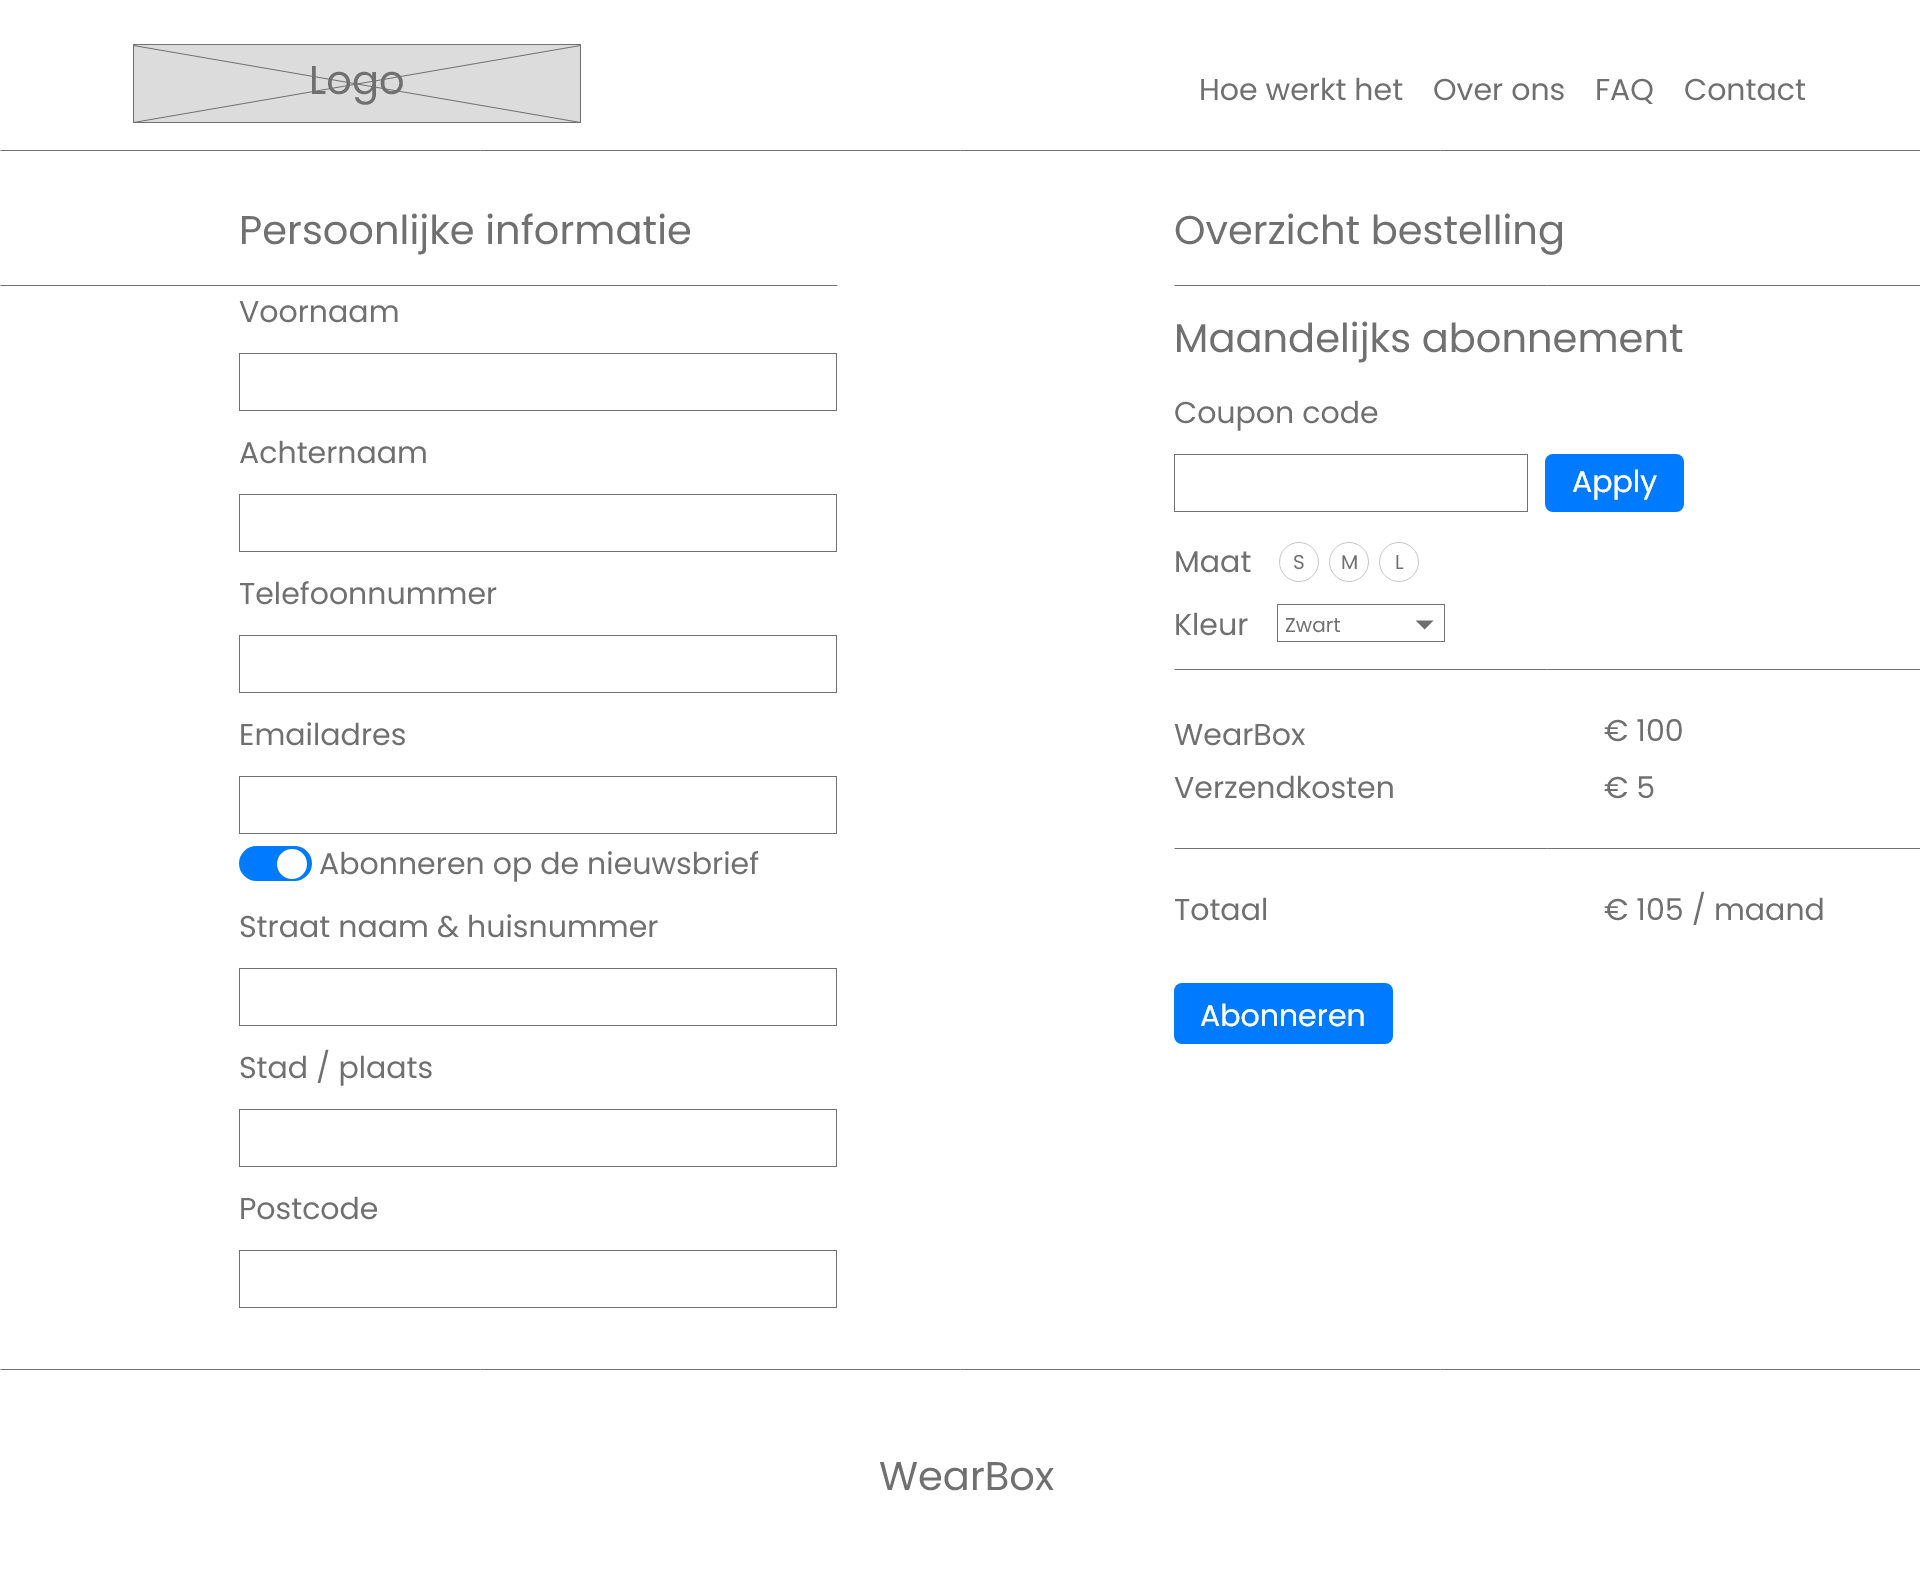 Logo
Hoe werkt het Over ons FAQ Contact
Persoonlijke informatie
Voornaam
Achternaam
Telefoonnummer
Emailadres
Abonneren op de nieuwsbrief
Straat naam & huisnummer
Stad / plaats
Postcode
Overzicht bestelling
Maandelijks abonnement
Coupon code
Apply
Maat S M L
Kleur Zwart
WearBox € 100
Verzendkosten € 5
Totaal € 105 / maand
Abonneren
WearBox